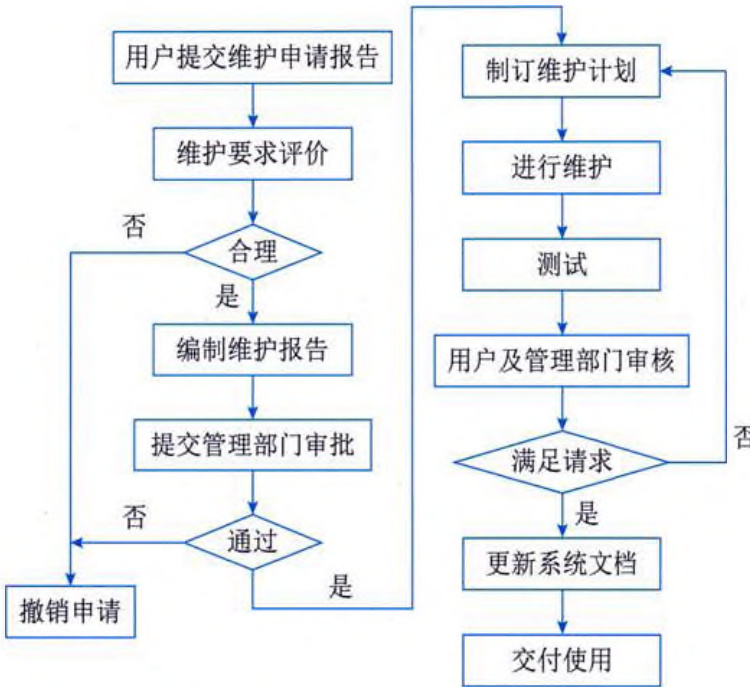 用户提交维护申请报告
维护要求评价
否
合理
是
编制维护报告
提交管理部门审批
否
通过
是
撤销申请
制订维护计划
进行维护
测试
用户及管理部门审核
满足请求
否
是
更新系统文档
交付使用